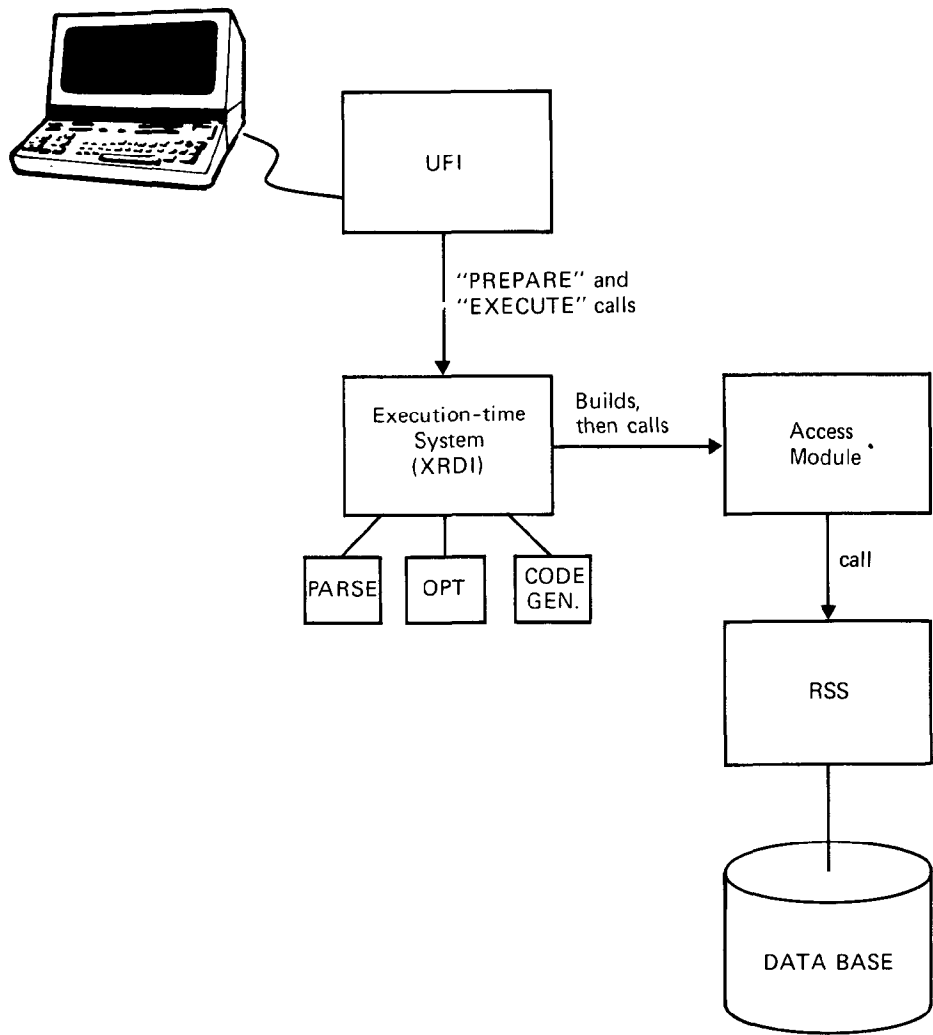 UFI
"PREPARE" and
"EXECUTE" calls
Execution-time
System
(XRDI)
Builds,
then calls
Access
Module
PARSE
OPT
CODE
GEN.
call
RSS
DATA BASE